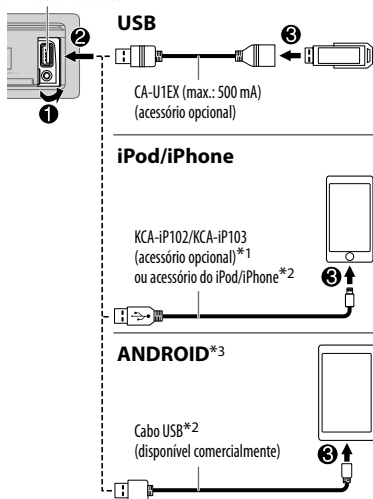 USB
❷
❸
❶
CA-U1EX (max.: 500 mA)
(acessório opcional)
iPod/iPhone
KCA-iP102/KCA-iP103
(acessório opcional)*1
ou acessório do iPod/iPhone*2
❸
ANDROID*3
Cabo USB*2
(disponível comercialmente)
❸